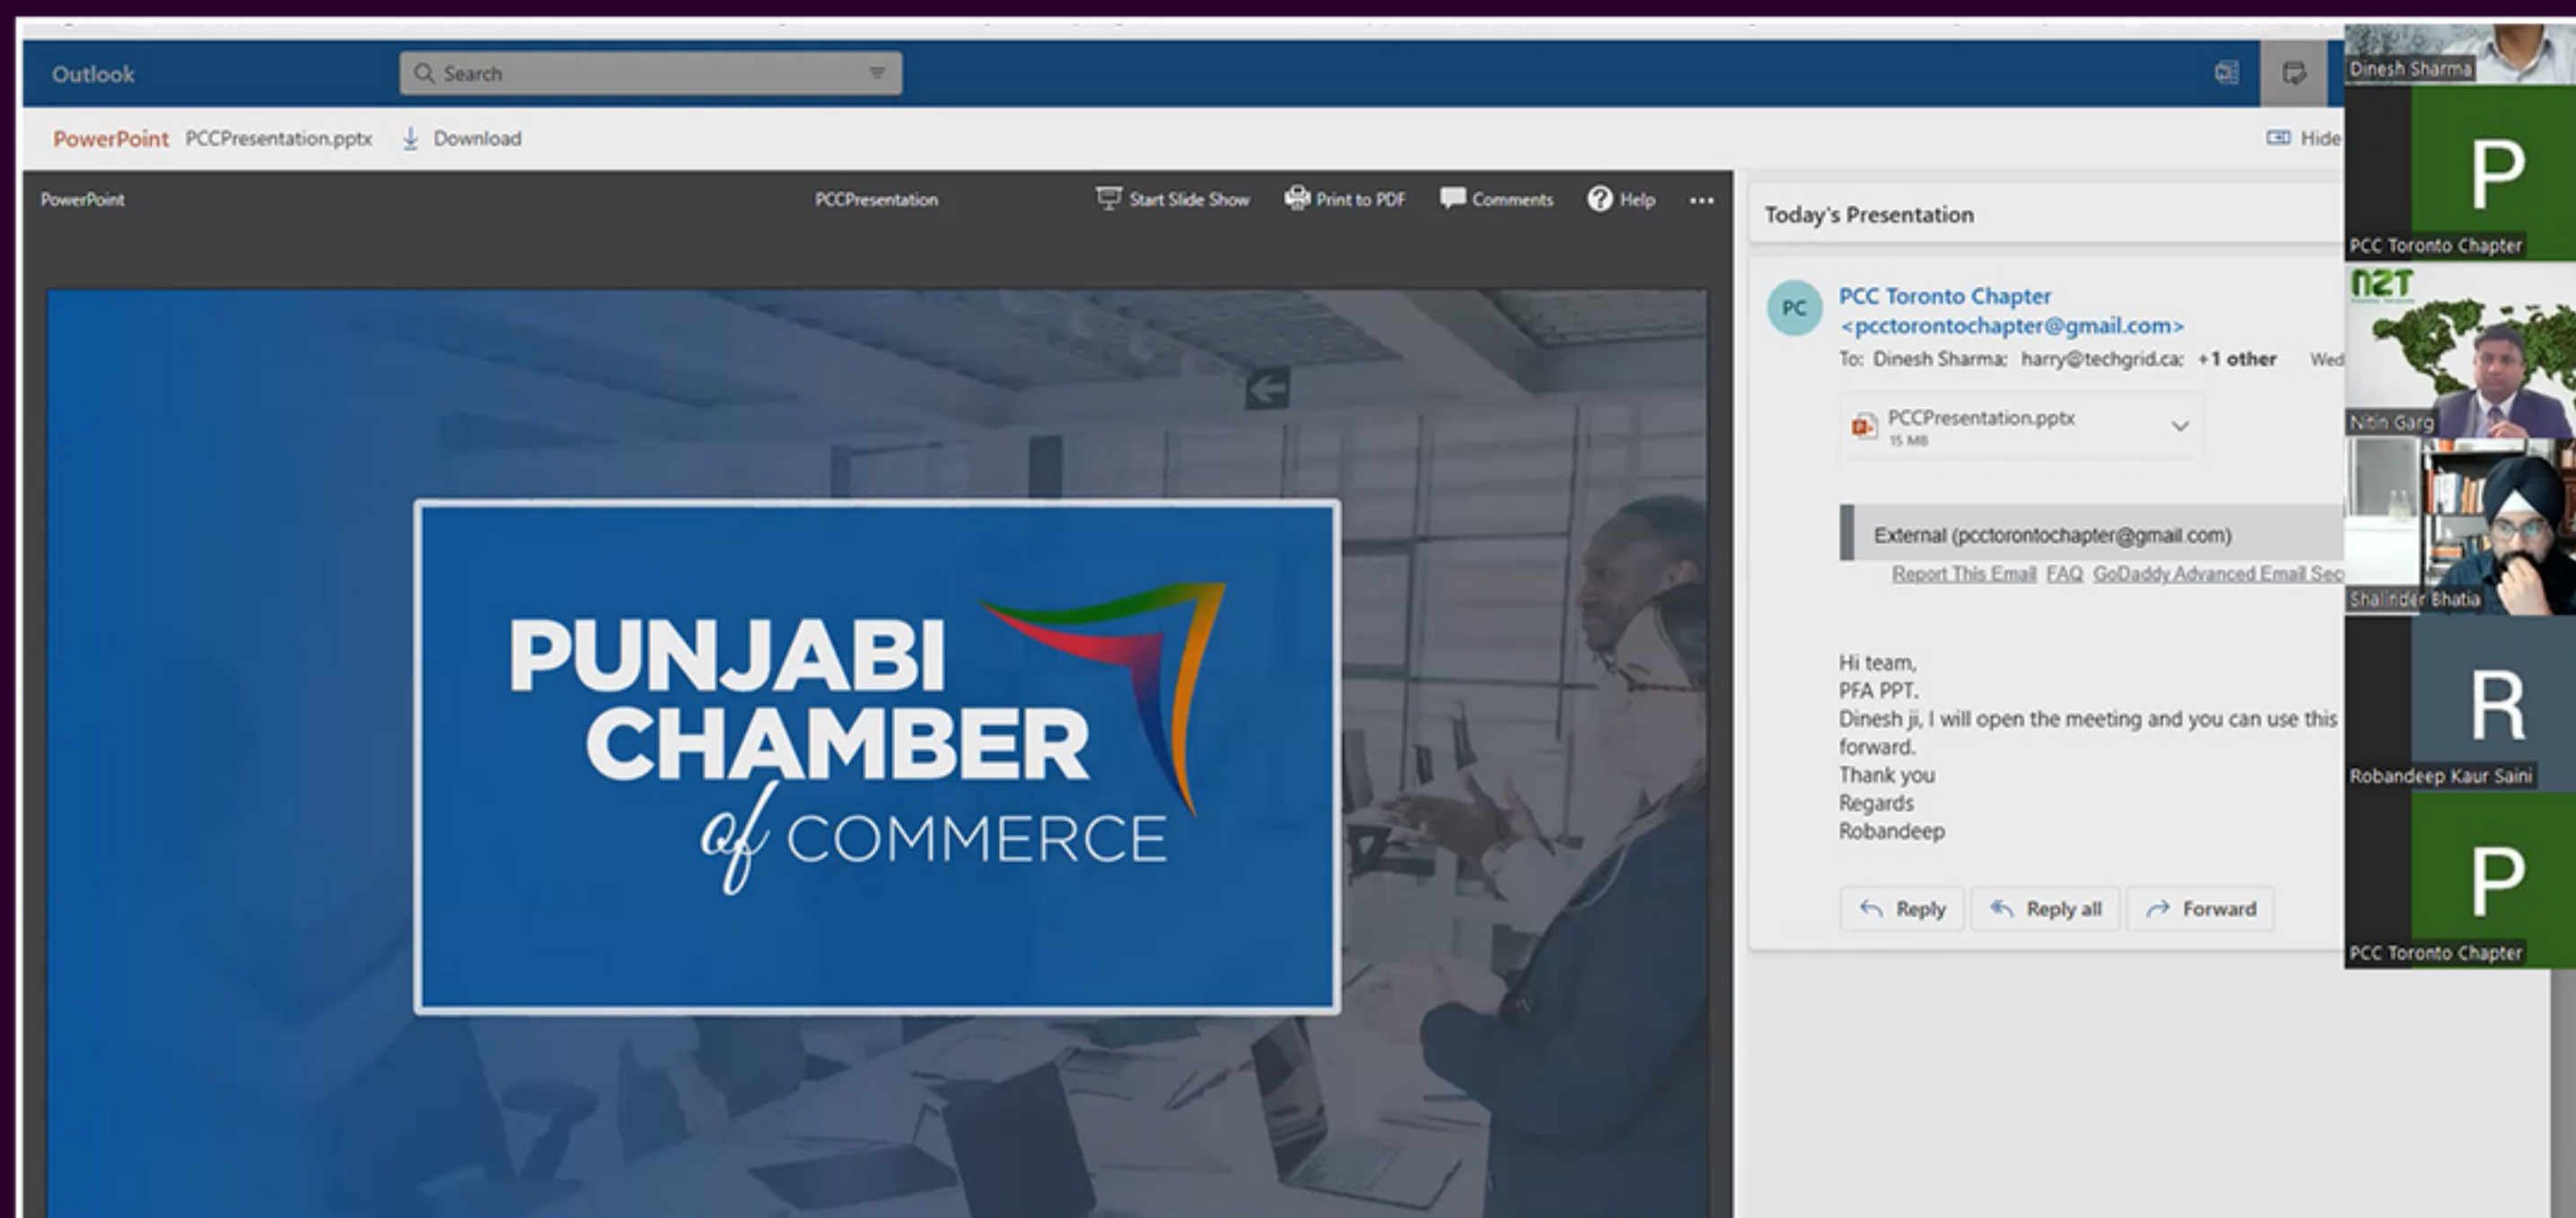 Outlook
Search
PowerPoint PCCPresentation.pptx Download
Hide
PowerPoint
PCCPresentation
Start Slide Show
Print to PDF
Comments
Help
PUNJABI
CHAMBER
of COMMERCE
Today's Presentation
PC
PCC Toronto Chapter
<pcctorontochapter@gmail.com>
To: Dinesh Sharma; harry@techgrid.ca; +1 other Wed
PCCPresentation.pptx
15 MB
External (pcctorontochapter@gmail.com)
Report This Email FAQ GoDaddy Advanced Email Sec
Hi team,
PFA PPT.
Dinesh ji, I will open the meeting and you can use this
forward.
Thank you
Regards
Robandeep
Reply
Reply all
Forward
Dinesh Sharma
P
PCC Toronto Chapter
n2T
Nitin Garg
Shalinder Bhatia
R
Robandeep Kaur Saini
P
PCC Toronto Chapter